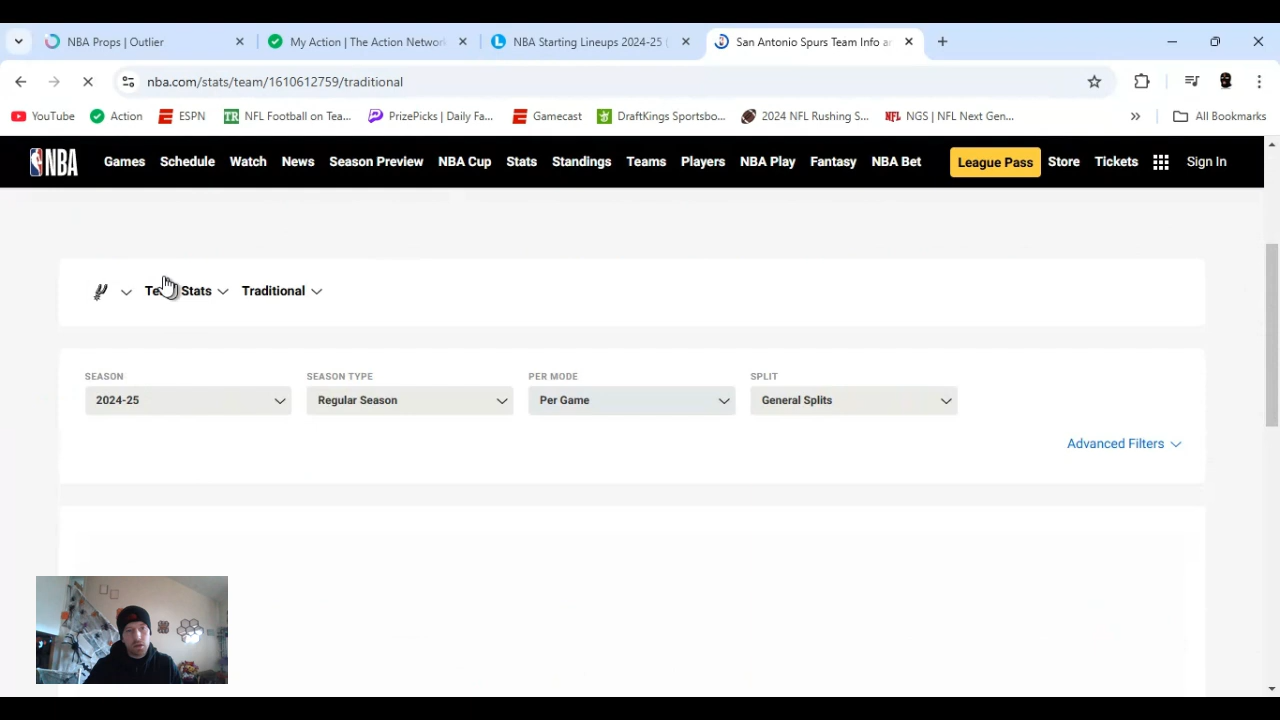 NBA Props | Outlier
My Action | The Action Network
NBA Starting Lineups 2024-25 (
San Antonio Spurs Team Info an
nba.com/stats/team/1610612759/traditional
YouTube
Action
ESPN
NFL Football on Tea...
PrizePicks | Daily Fa...
Gamecast
DraftKings Sportsbo...
2024 NFL Rushing S...
NGS | NFL Next Gen...
All Bookmarks
NBA
Games
Schedule
Watch
News
Season Preview
NBA Cup
Stats
Standings
Teams
Players
NBA Play
Fantasy
NBA Bet
League Pass
Store
Tickets
Sign In
Stats
Traditional
SEASON
SEASON TYPE
PER MODE
SPLIT
2024-25
Regular Season
Per Game
General Splits
Advanced Filters